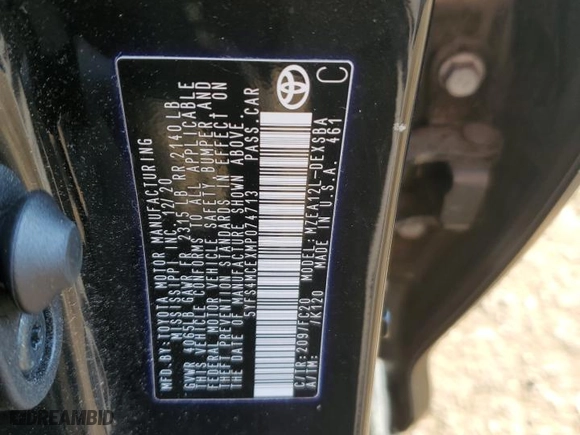 MFD.BY: TOYOTA MOTOR MANUFACTURING
MISSISSIPPI, INC. 12/20
GVWR 4065LB GAWR FR 2315LB RR 2140LB
THIS VEHICLE CONFORMS TO ALL APPLICABLE
FEDERAL MOTOR VEHICLE SAFETY, BUMPER AND
THEFT PREVENTION STANDARDS IN EFFECT ON
THE DATE OF MANUFACTURE SHOWN ABOVE.
5YFS4MCEXMP074713 PASS. CAR
C/TR: 209/FC20 MODEL: MZEA12L-DEXSBA
A/TM: /K120 MADE IN U.S.A. 461
C
DREAMBID